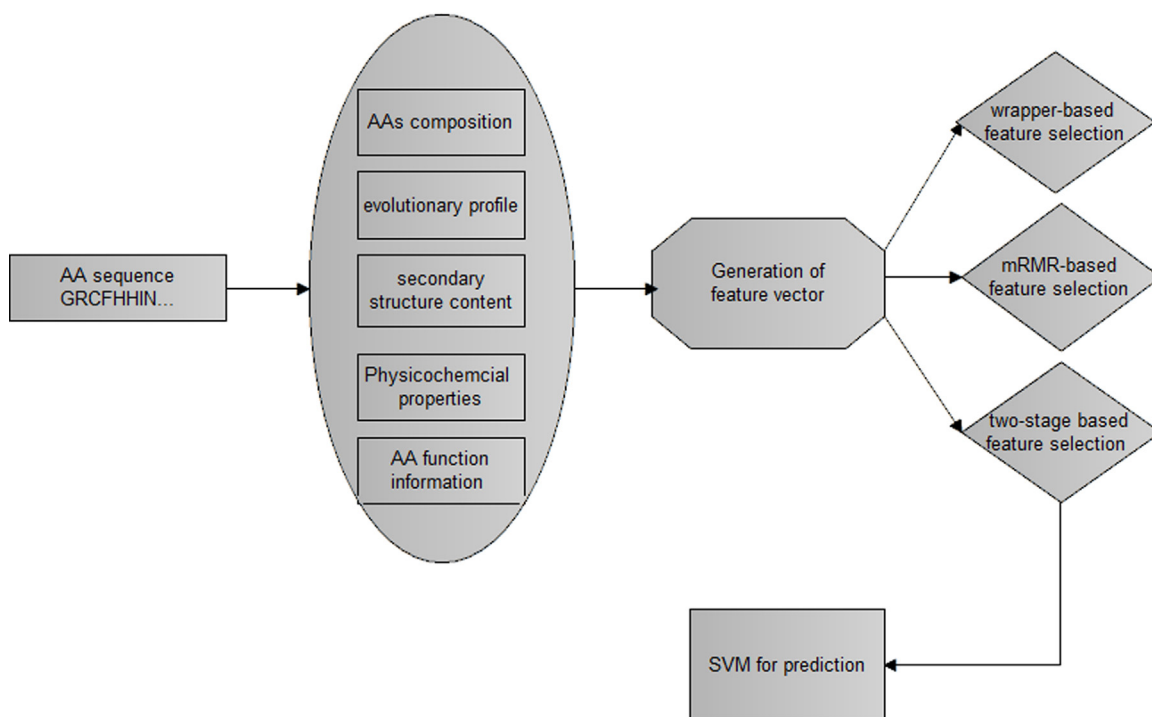 AA sequence
GRCFHHIN...
AAs composition
evolutionary profile
secondary
structure content
Physicochemcial
properties
AA function
information
Generation of
feature vector
wrapper-based
feature selection
mRMR-based
feature selection
two-stage based
feature selection
SVM for prediction